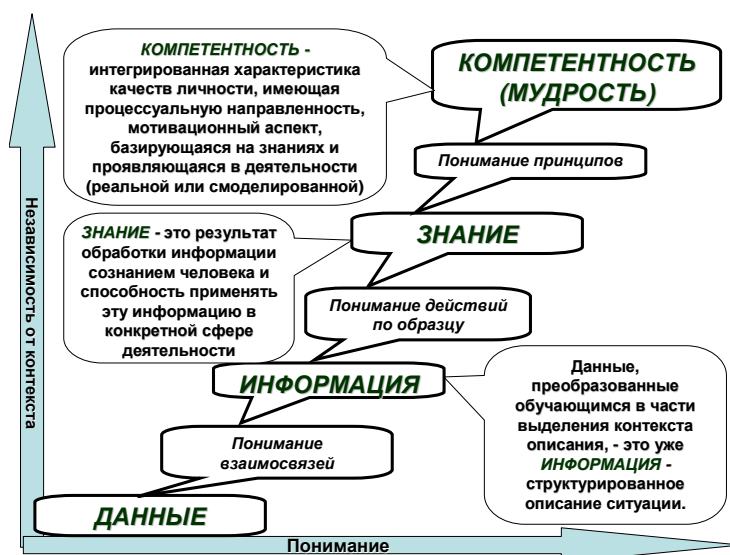 КОМПЕТЕНТНОСТЬ -
интегрированная характеристика
качеств личности, имеющая
процессуальную направленность,
мотивационный аспект,
базирующаяся на знаниях и
проявляющаяся в деятельности
(реальной или смоделированной)
КОМПЕТЕНТНОСТЬ
(МУДРОСТЬ)
Понимание принципов
Независимость от контекста
ЗНАНИЕ - это результат
обработки информации
сознанием человека и
способность применять
эту информацию в
конкретной сфере
деятельности
ЗНАНИЕ
Понимание действий
по образцу
ИНФОРМАЦИЯ
Данные,
преобразованные
обучающимся в части
выделения контекста
описания, - это уже
ИНФОРМАЦИЯ -
структурированное
описание ситуации.
Понимание
взаимосвязей
ДАННЫЕ
Понимание